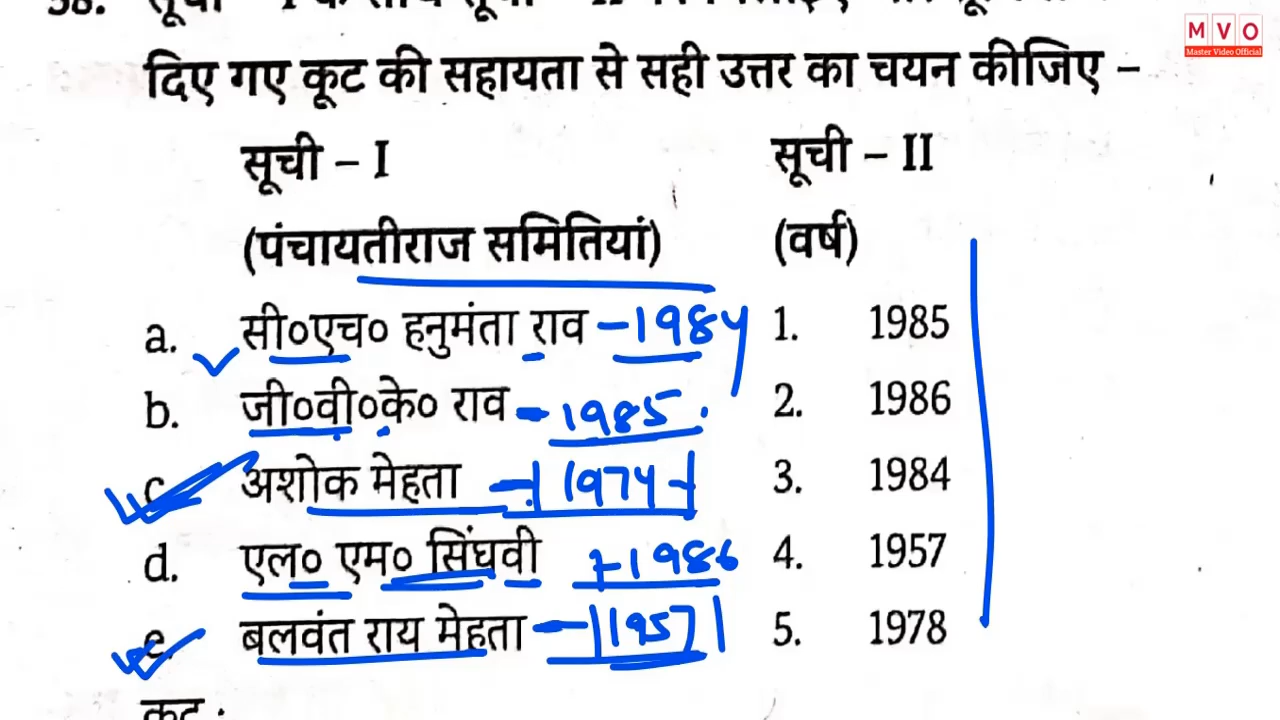 M V O
Master Video Official
58. सूची – I के साथ सूची – II
दिए गए कूट की सहायता से सही उत्तर का चयन कीजिए –
सूची – I सूची – II
(पंचायतीराज समितियां) (वर्ष)
a. सी०एच० हनुमंता राव – 1984 1. 1985
b. जी०वी०के० राव - 1985. 2. 1986
c. अशोक मेहता - 1974 3. 1984
d. एल० एम० सिंघवी - 1986 4. 1957
e. बलवंत राय मेहता - 1957 5. 1978
कूट :